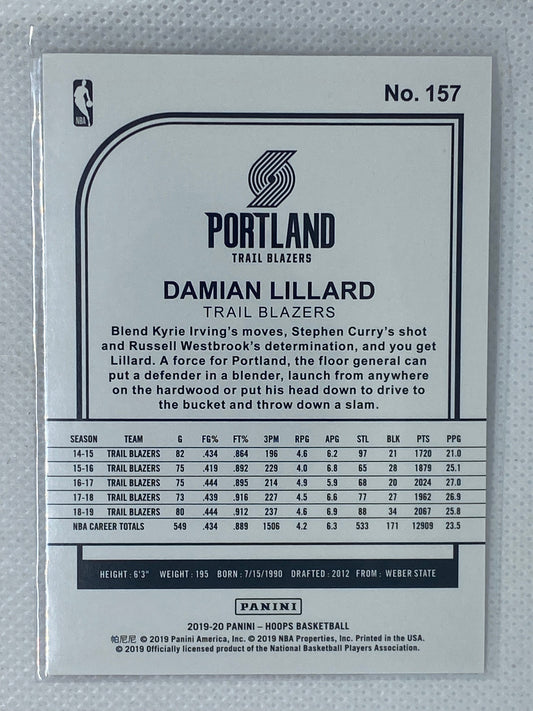 No. 157
NBA
PORTLAND
TRAIL BLAZERS
DAMIAN LILLARD
TRAIL BLAZERS
Blend Kyrie Irving's moves, Stephen Curry's shot
and Russell Westbrook's determination, and you get
Lillard. A force for Portland, the floor general can
put a defender in a blender, launch from anywhere
on the hardwood or put his head down to drive to
the bucket and throw down a slam.
SEASON TEAM G FG% FT% 3PM RPG APG STL BLK PTS PPG
14-15 TRAIL BLAZERS 82 .434 .864 196 4.6 6.2 97 21 1720 21.0
15-16 TRAIL BLAZERS 75 .419 .892 229 4.0 6.8 65 28 1879 25.1
16-17 TRAIL BLAZERS 75 .444 .895 214 4.9 5.9 68 20 2024 27.0
17-18 TRAIL BLAZERS 73 .439 .916 227 4.5 6.6 77 27 1962 26.9
18-19 TRAIL BLAZERS 80 .444 .912 237 4.6 6.9 88 34 2067 25.8
NBA CAREER TOTALS 549 .434 .889 1506 4.2 6.3 533 171 12909 23.5
HEIGHT: 6'3" WEIGHT: 195 BORN: 7/15/1990 DRAFTED: 2012 FROM: WEBER STATE
PANINI
2019-20 PANINI – HOOPS BASKETBALL
帕尼尼 © 2019 Panini America, Inc. © 2019 NBA Properties, Inc. Printed in the USA.
© 2019 Officially licensed product of the National Basketball Players Association.